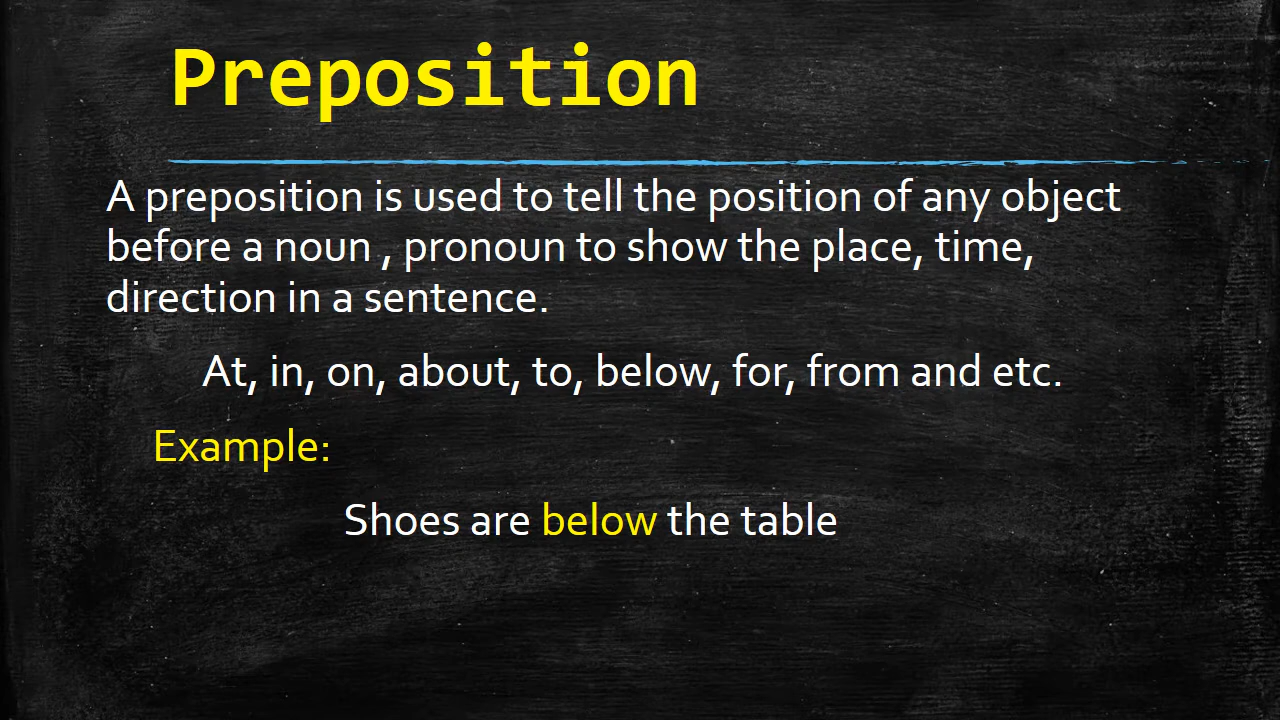 Preposition
A preposition is used to tell the position of any object
before a noun , pronoun to show the place, time,
direction in a sentence.
At, in, on, about, to, below, for, from and etc.
Example:
Shoes are below the table